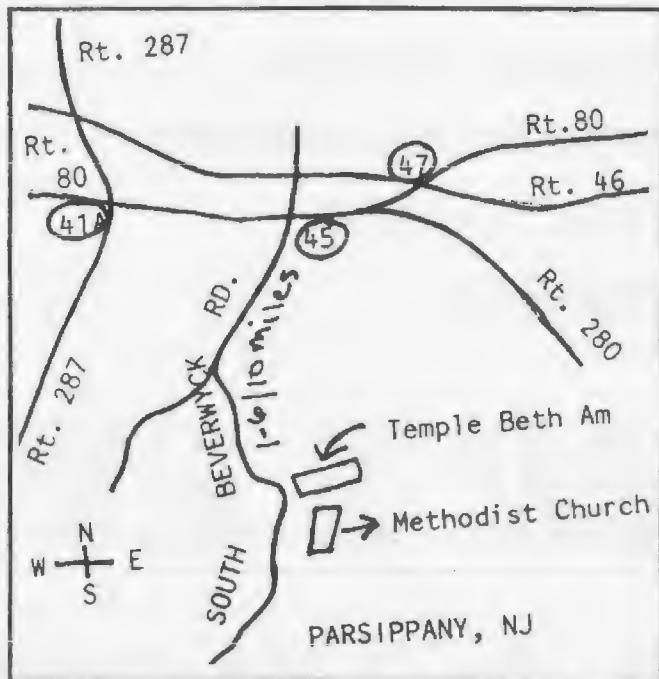 Rt. 287
Rt.80
Rt.
80
47
Rt. 46
41A
45
Rt. 280
RD.
1-6/10 miles
Rt. 287
BEVERWYCK
Temple Beth Am
Methodist Church
N
W E
S
SOUTH
PARSIPPANY, NJ